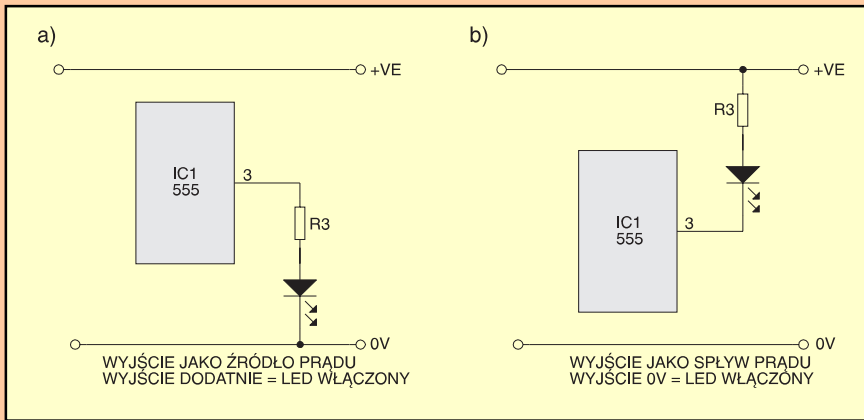 a)
+VE
IC1
555
3
R3
0V
WYJŚCIE JAKO ŹRÓDŁO PRĄDU
WYJŚCIE DODATNIE = LED WŁĄCZONY
b)
+VE
R3
IC1
555
3
0V
WYJŚCIE JAKO SPŁYW PRĄDU
WYJŚCIE 0V = LED WŁĄCZONY